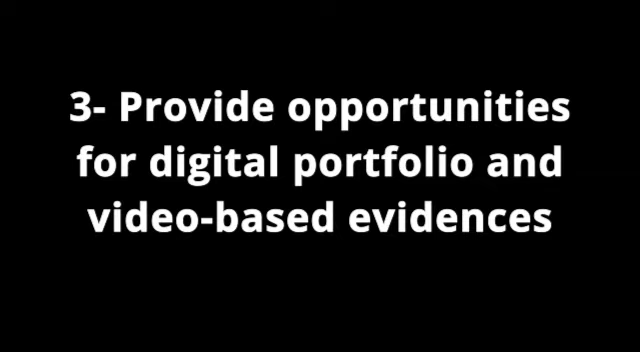 3- Provide opportunities
for digital portfolio and
video-based evidences